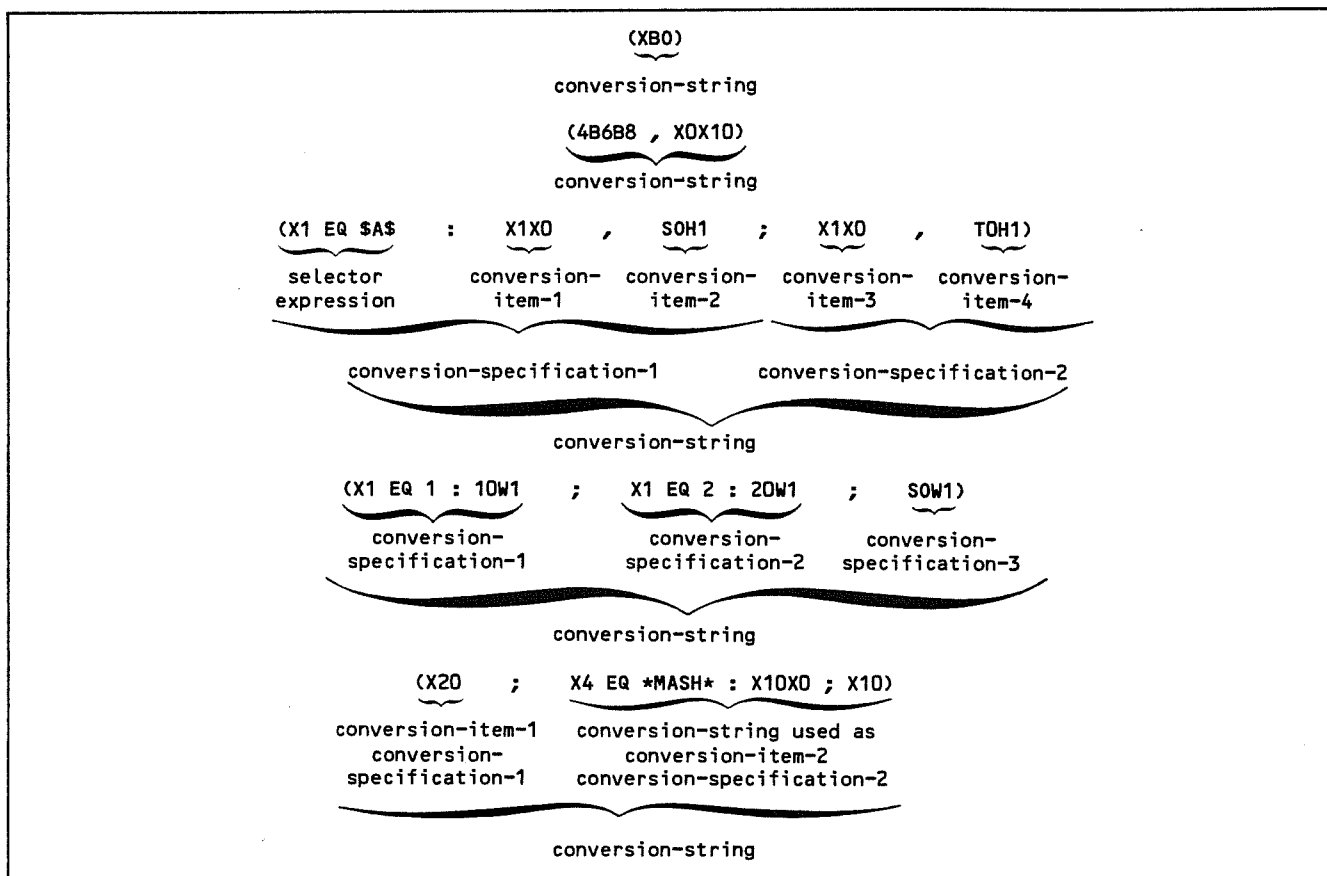 (XB0)
conversion-string
(4B6B8 , X0X10)
conversion-string
(X1 EQ $A$ : X1X0 , S0H1 ; X1X0 , T0H1)
selector conversion- conversion- conversion- conversion-
expression item-1 item-2 item-3 item-4
conversion-specification-1 conversion-specification-2
conversion-string
(X1 EQ 1 : 10W1 ; X1 EQ 2 : 20W1 ; S0W1)
conversion- conversion- conversion-
specification-1 specification-2 specification-3
conversion-string
(X20 ; X4 EQ *MASH* : X10X0 ; X10)
conversion-item-1 conversion-string used as
conversion- conversion-item-2
specification-1 conversion-specification-2
conversion-string